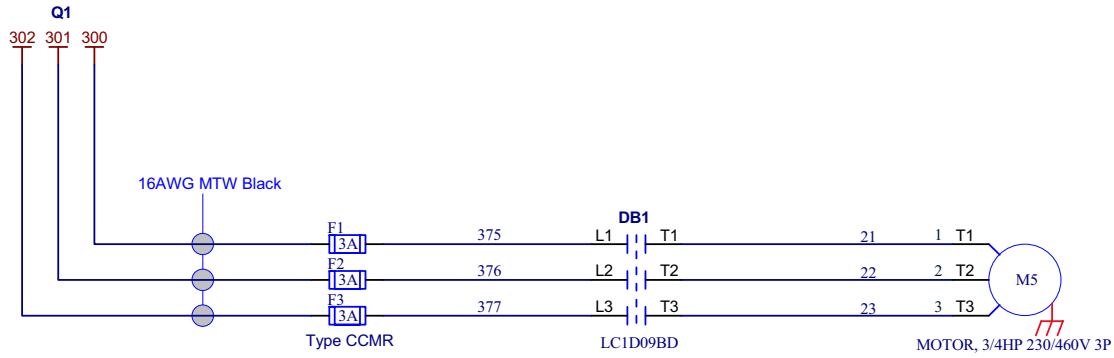 Q1
302 301 300
16AWG MTW Black
F1
3A
375
DB1
L1 T1
21
1 T1
F2
3A
376
L2 T2
22
2 T2
M5
F3
3A
377
L3 T3
23
3 T3
Type CCMR
LC1D09BD
MOTOR, 3/4HP 230/460V 3P